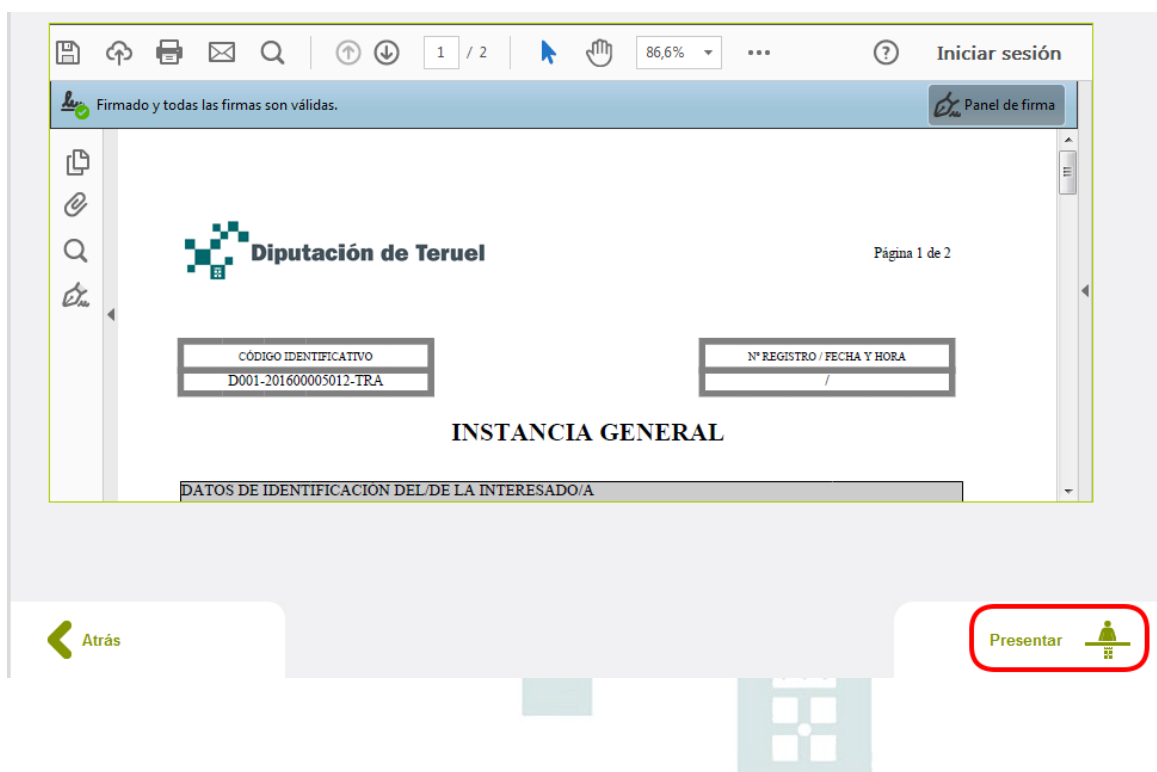 1 / 2 86,6% Iniciar sesión
Firmado y todas las firmas son válidas. Panel de firma
Diputación de Teruel Página 1 de 2
CÓDIGO IDENTIFICATIVO Nº REGISTRO / FECHA Y HORA
D001-201600005012-TRA /
INSTANCIA GENERAL
DATOS DE IDENTIFICACIÓN DEL/DE LA INTERESADO/A
Atrás Presentar